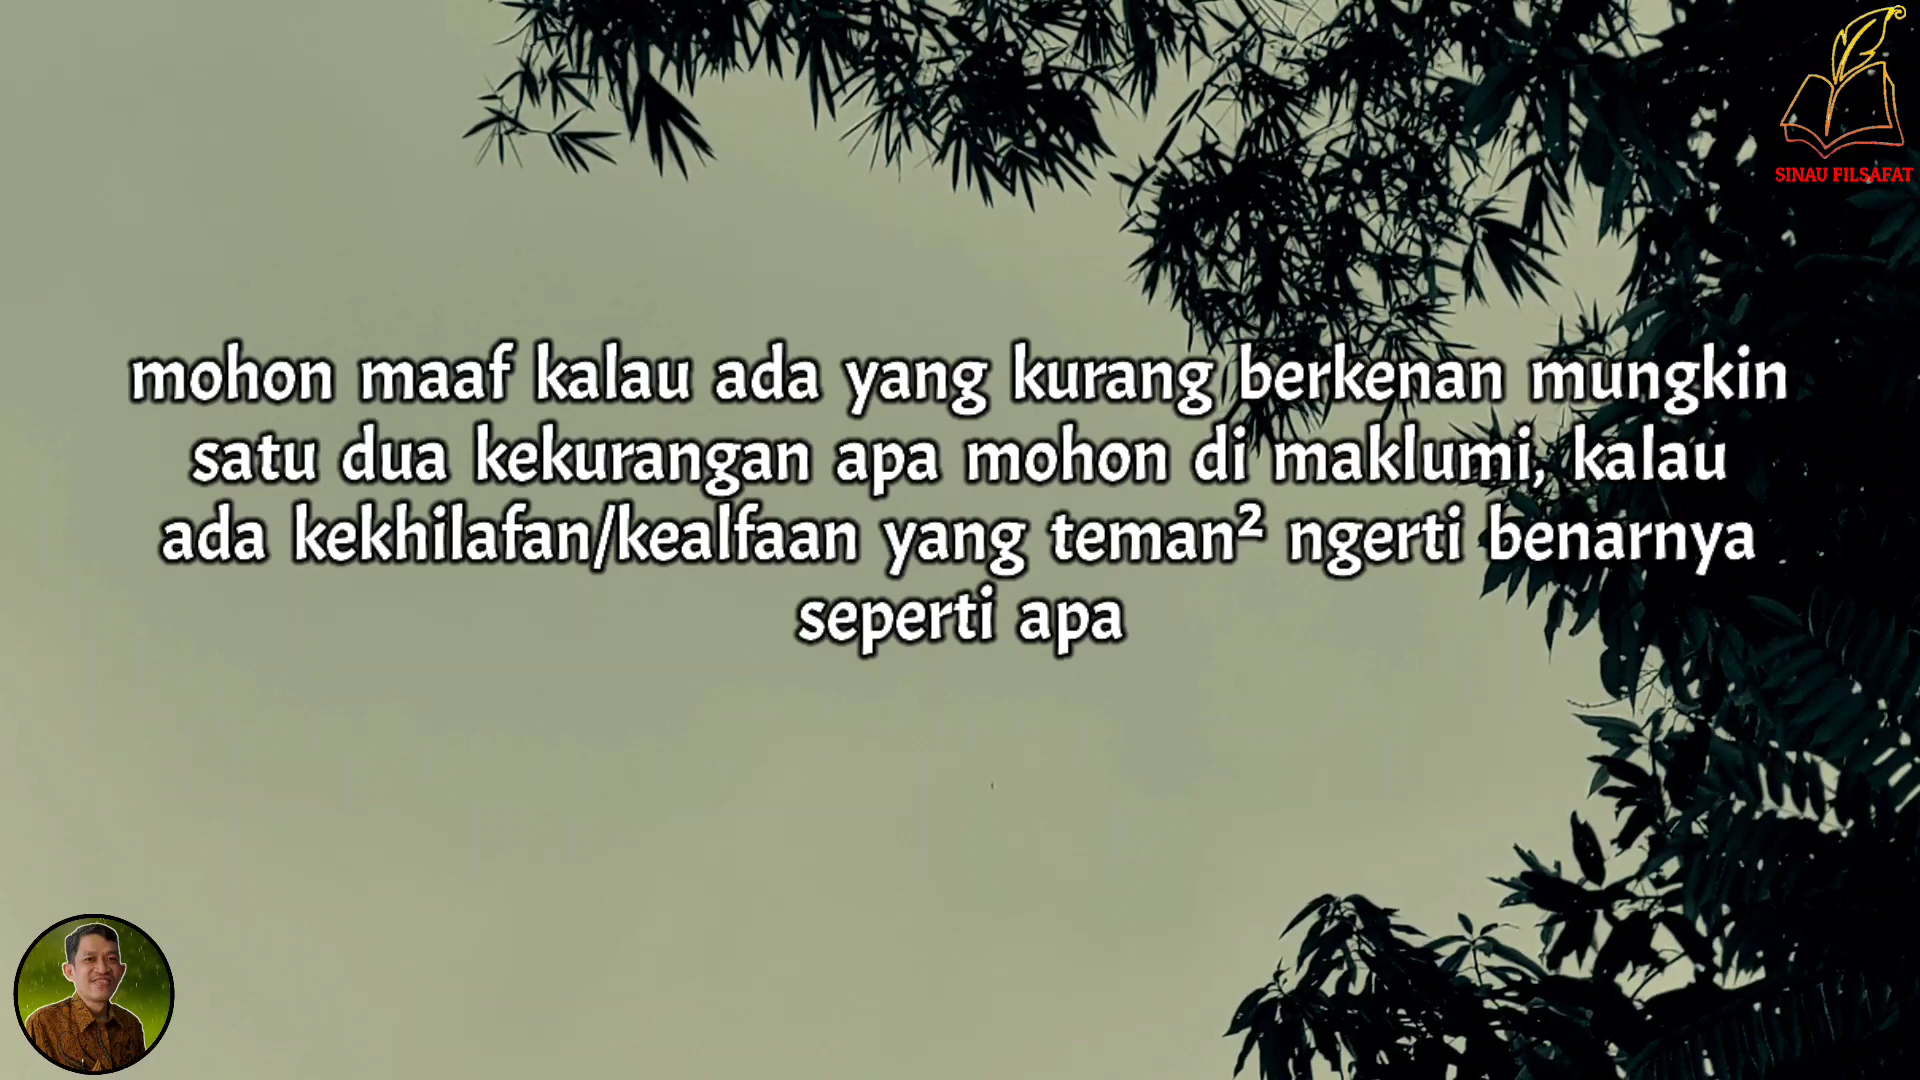 SINAU FILSAFAT
mohon maaf kalau ada yang kurang berkenan mungkin
satu dua kekurangan apa mohon di maklumi, kalau
ada kekhilafan/kealfaan yang teman² ngerti benarnya
seperti apa